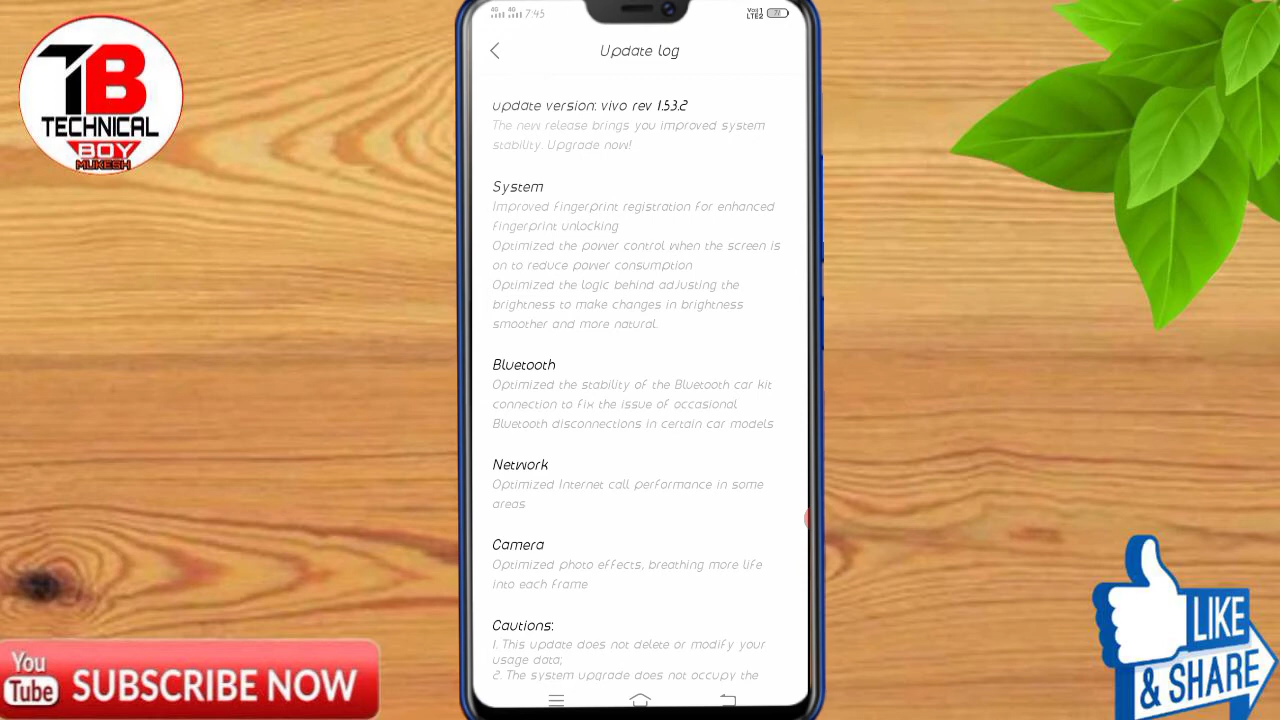 TB
TECHNICAL
BOY
MUKESH
4G 4G 7:45
Vo) 1
LTE2
77
Update log
update version: vivo rev 1.53.2
The new release brings you improved system
stability. Upgrade now!
System
Improved fingerprint registration for enhanced
fingerprint unlocking
Optimized the power control when the screen is
on to reduce power consumption
Optimized the logic behind adjusting the
brightness to make changes in brightness
smoother and more natural.
Bluetooth
Optimized the stability of the Bluetooth car kit
connection to fix the issue of occasional
Bluetooth disconnections in certain car models
Network
Optimized Internet call performance in some
areas
Camera
Optimized photo effects, breathing more life
into each frame
Cautions:
1. This update does not delete or modify your
usage data;
2. The system upgrade does not occupy the
You
Tube
SUBSCRIBE NOW
LIKE
& SHARE